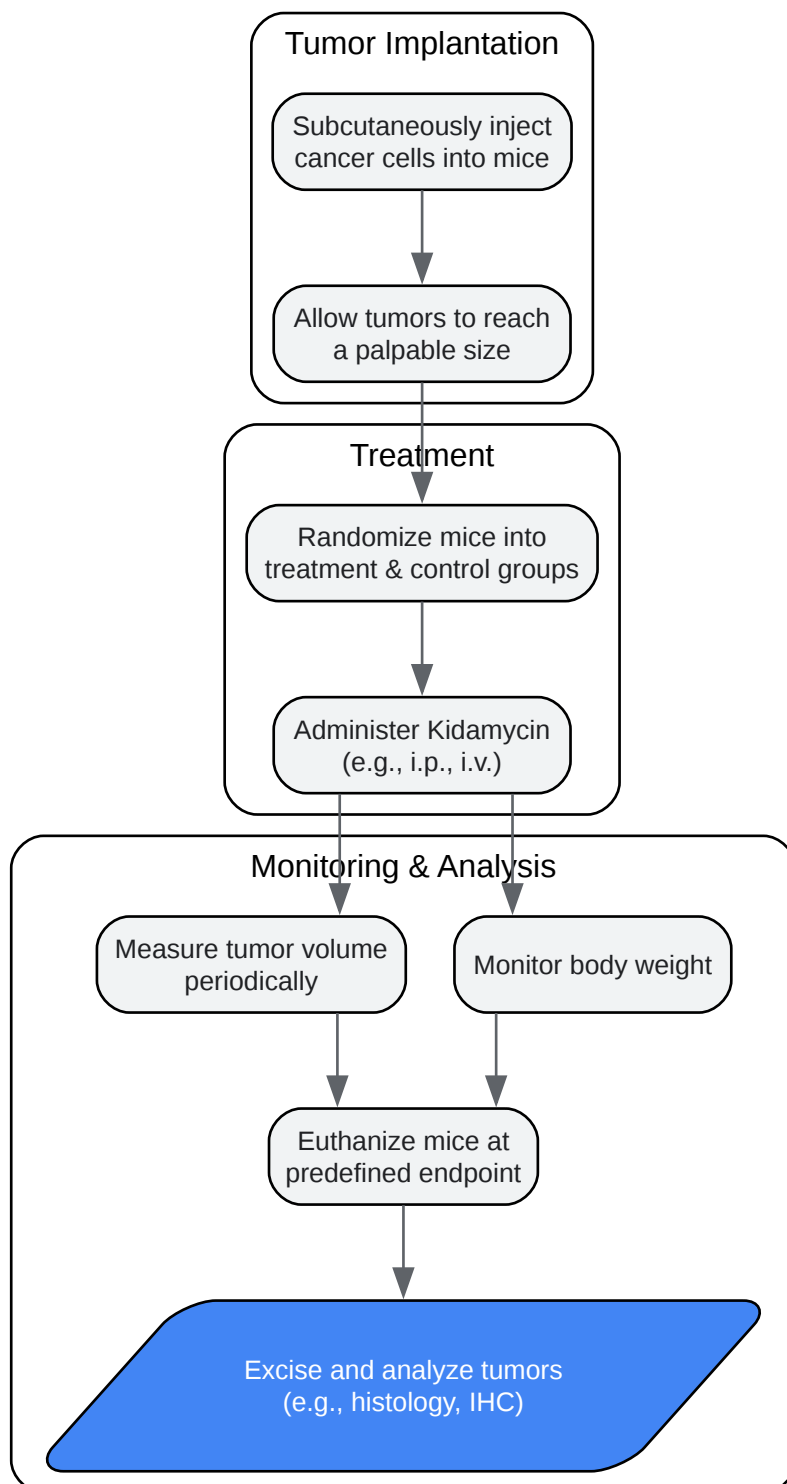 Tumor Implantation
Subcutaneously inject
cancer cells into mice
Allow tumors to reach
a palpable size
Treatment
Randomize mice into
treatment & control groups
Administer Kidamycin
(e.g., i.p., i.v.)
Monitoring & Analysis
Measure tumor volume
periodically
Monitor body weight
Euthanize mice at
predefined endpoint
Excise and analyze tumors
(e.g., histology, IHC)